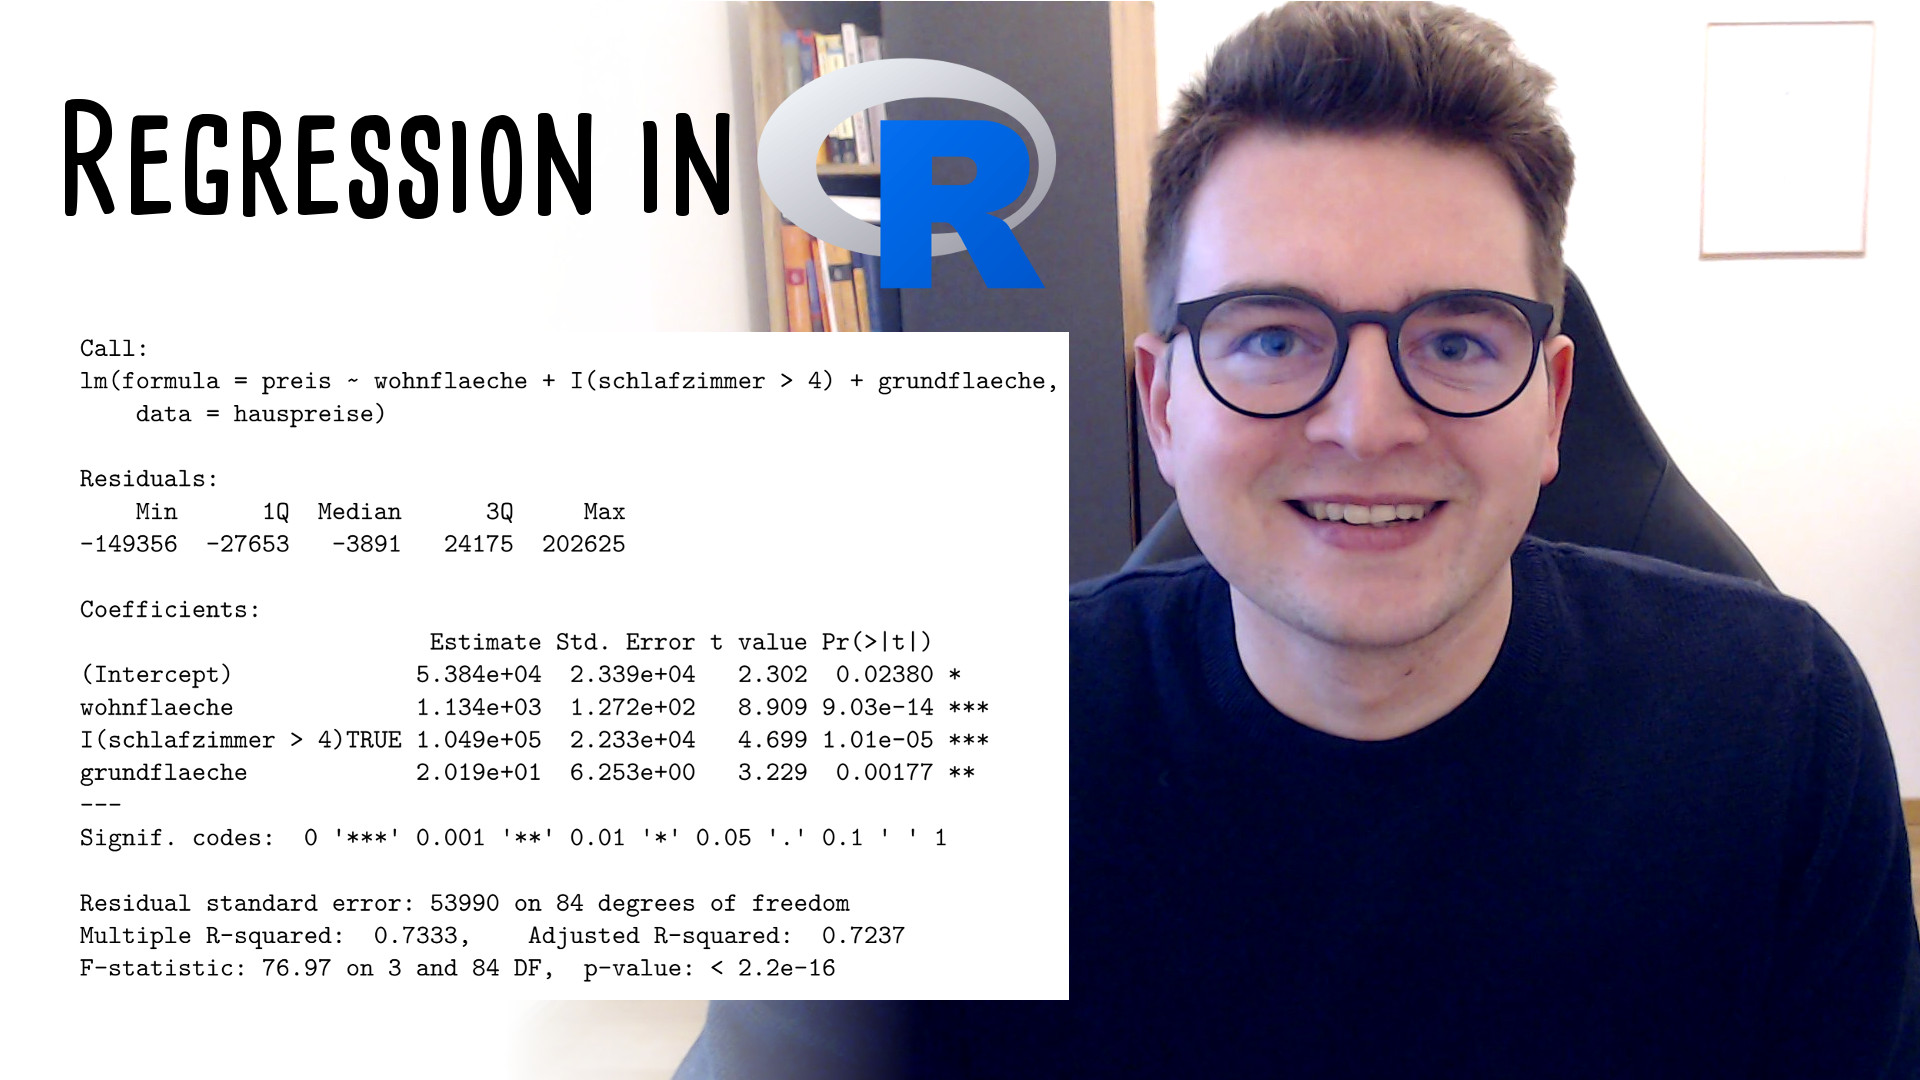 REGRESSION IN R
Call:
lm(formula = preis ~ wohnflaeche + I(schlafzimmer > 4) + grundflaeche,
    data = hauspreise)
Residuals:
    Min      1Q  Median      3Q     Max
-149356  -27653   -3891   24175  202625
Coefficients:
                         Estimate Std. Error t value Pr(>|t|)
(Intercept)             5.384e+04  2.339e+04   2.302  0.02380 *
wohnflaeche             1.134e+03  1.272e+02   8.909 9.03e-14 ***
I(schlafzimmer > 4)TRUE 1.049e+05  2.233e+04   4.699 1.01e-05 ***
grundflaeche            2.019e+01  6.253e+00   3.229  0.00177 **
---
Signif. codes:  0 '***' 0.001 '**' 0.01 '*' 0.05 '.' 0.1 ' ' 1
Residual standard error: 53990 on 84 degrees of freedom
Multiple R-squared:  0.7333,    Adjusted R-squared:  0.7237
F-statistic: 76.97 on 3 and 84 DF,  p-value: < 2.2e-16